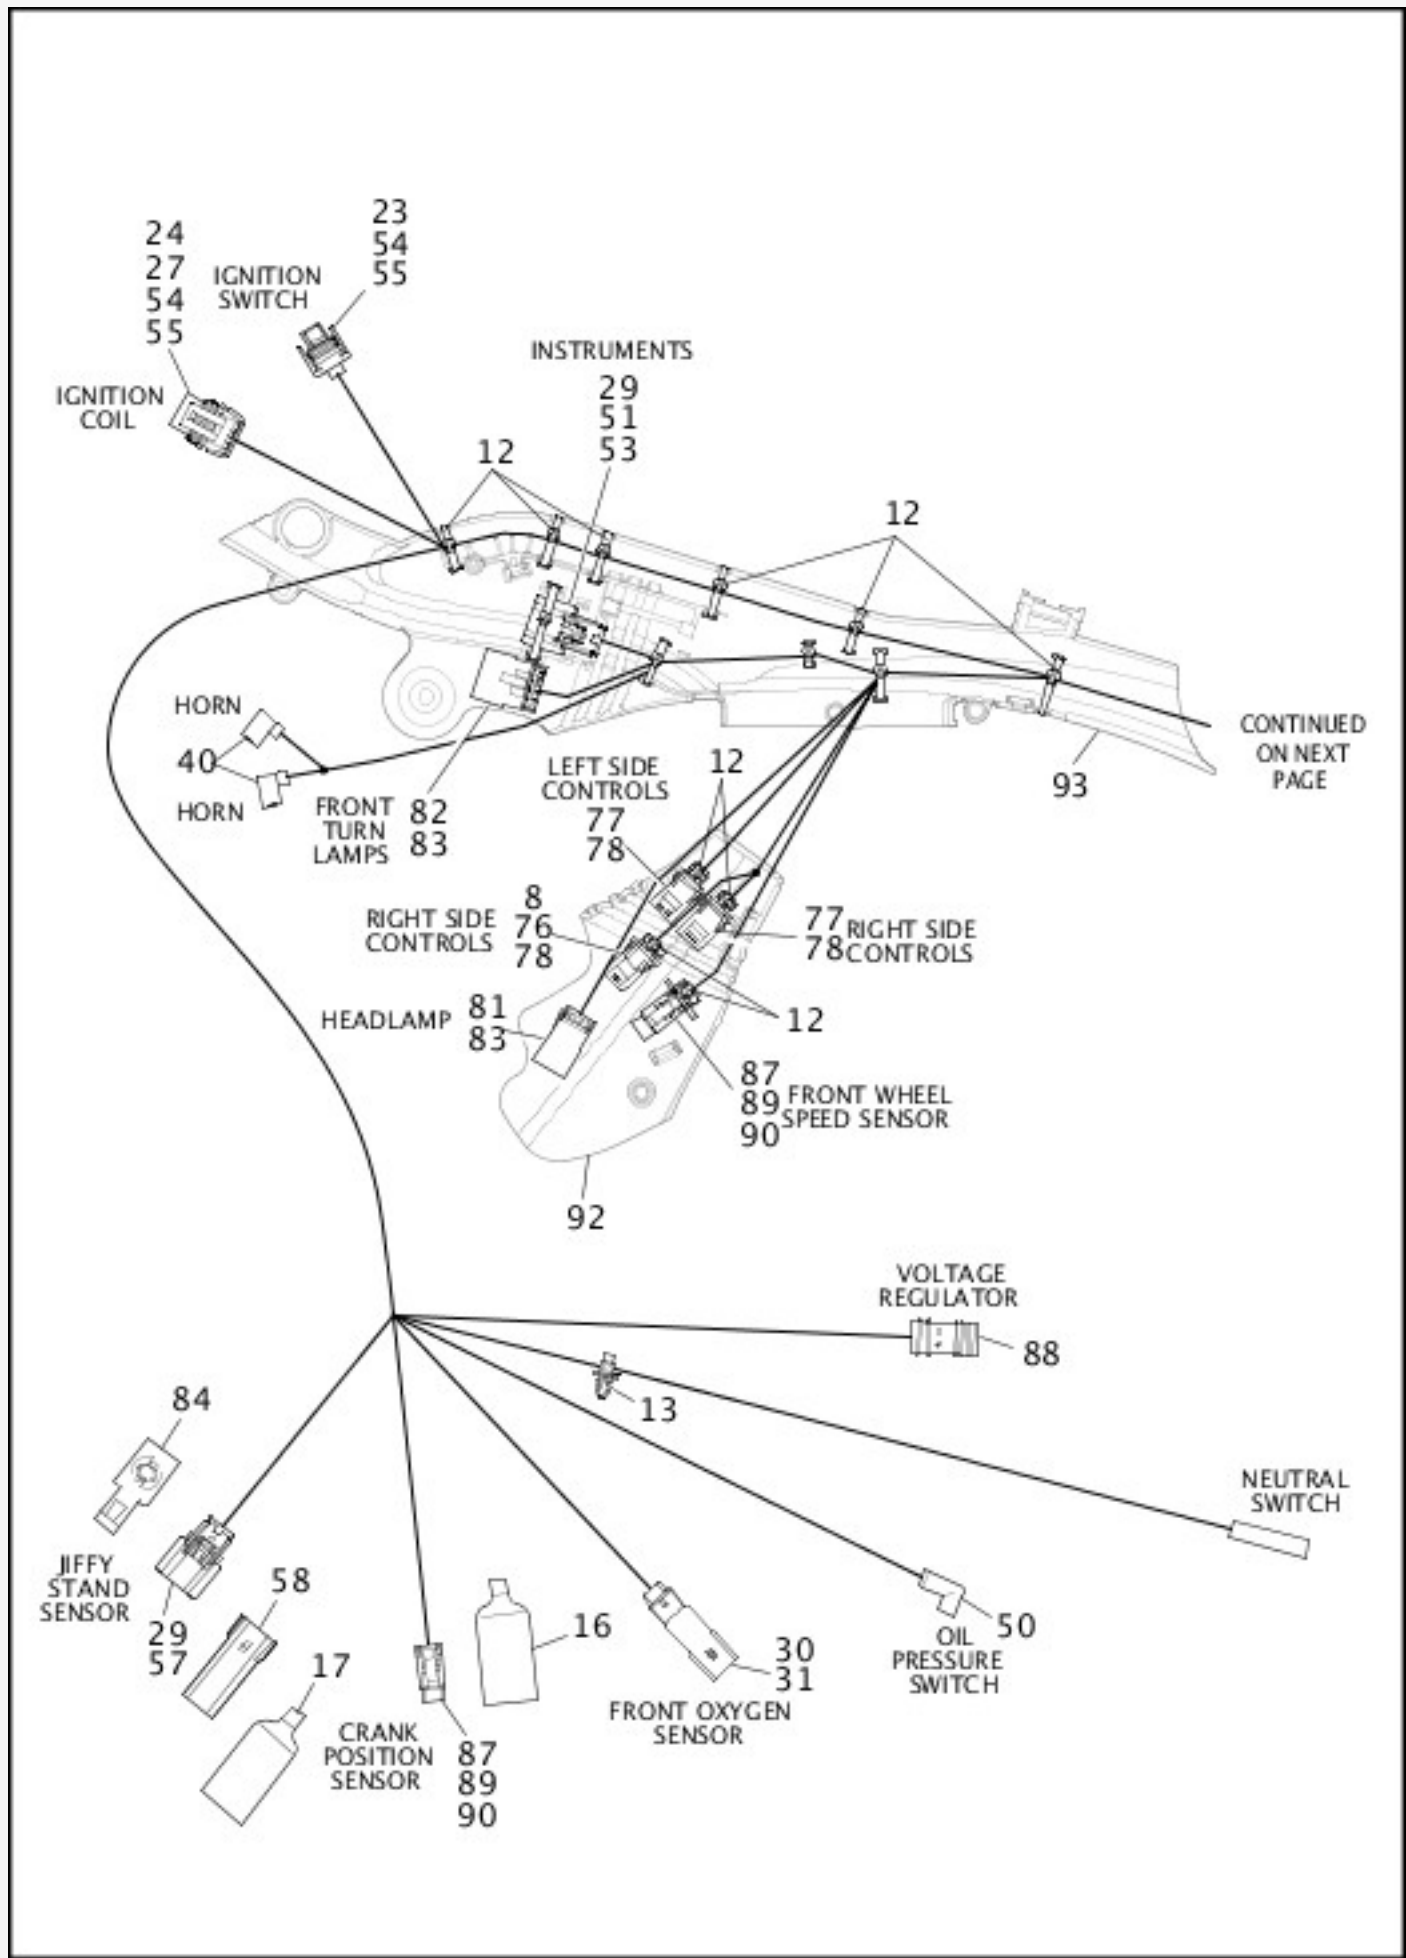 24
27
54
55
IGNITION
SWITCH
23
54
55
IGNITION
COIL
INSTRUMENTS
29
51
53
12
12
HORN
40
HORN
FRONT
TURN
LAMPS
82
83
LEFT SIDE
CONTROLS
77
78
12
CONTINUED
ON NEXT
PAGE
93
RIGHT SIDE
CONTROLS
8
76
78
77
78
RIGHT SIDE
CONTROLS
HEADLAMP
81
83
12
87
89
90
FRONT WHEEL
SPEED SENSOR
92
VOLTAGE
REGULATOR
88
13
84
NEUTRAL
SWITCH
JIFFY
STAND
SENSOR
29
57
58
17
16
CRANK
POSITION
SENSOR
87
89
90
30
31
FRONT OXYGEN
SENSOR
50
OIL
PRESSURE
SWITCH